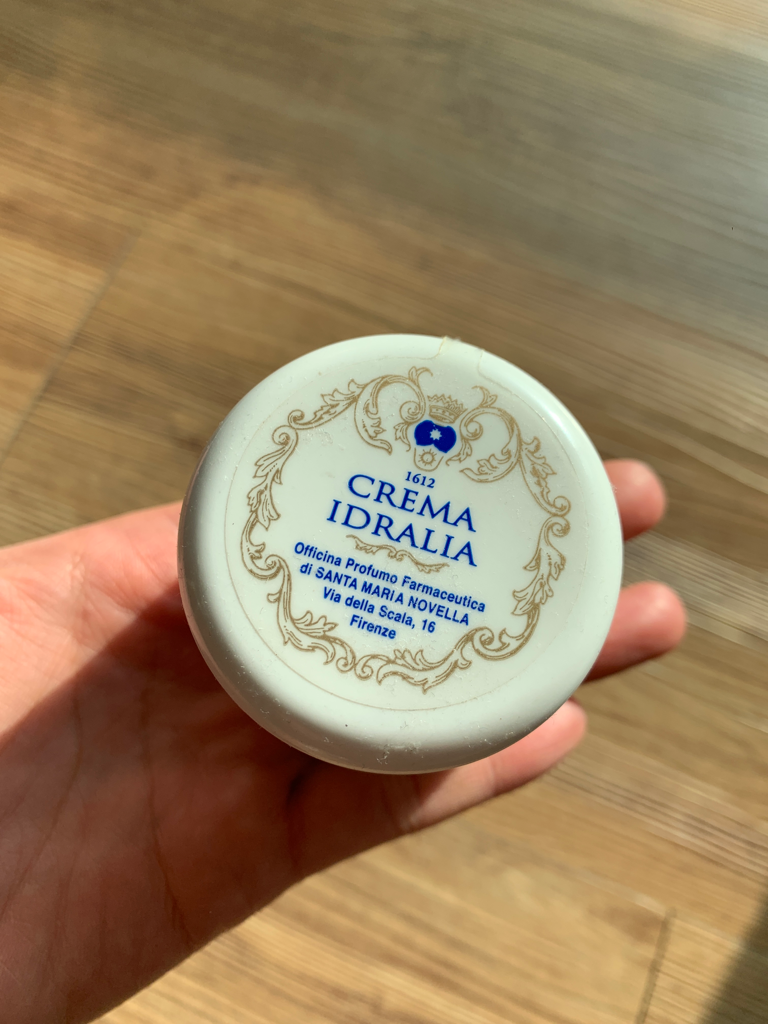 1612
CREMA
IDRALIA
Officina Profumo Farmaceutica
di SANTA MARIA NOVELLA
Via della Scala, 16
Firenze